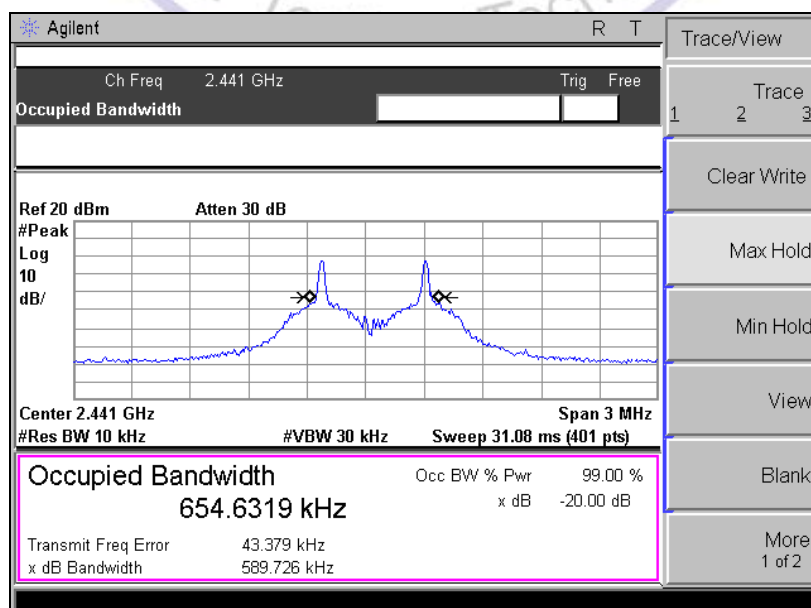 Agilent R T
Trace/View
Ch Freq 2.441 GHz Trig Free
Occupied Bandwidth
Trace
1 2 3
Clear Write
Max Hold
Min Hold
View
Blank
More
1 of 2
Ref 20 dBm Atten 30 dB
#Peak
Log
10
dB/
Center 2.441 GHz Span 3 MHz
#Res BW 10 kHz #VBW 30 kHz Sweep 31.08 ms (401 pts)
Occupied Bandwidth
654.6319 kHz
Occ BW % Pwr 99.00 %
x dB -20.00 dB
Transmit Freq Error 43.379 kHz
x dB Bandwidth 589.726 kHz